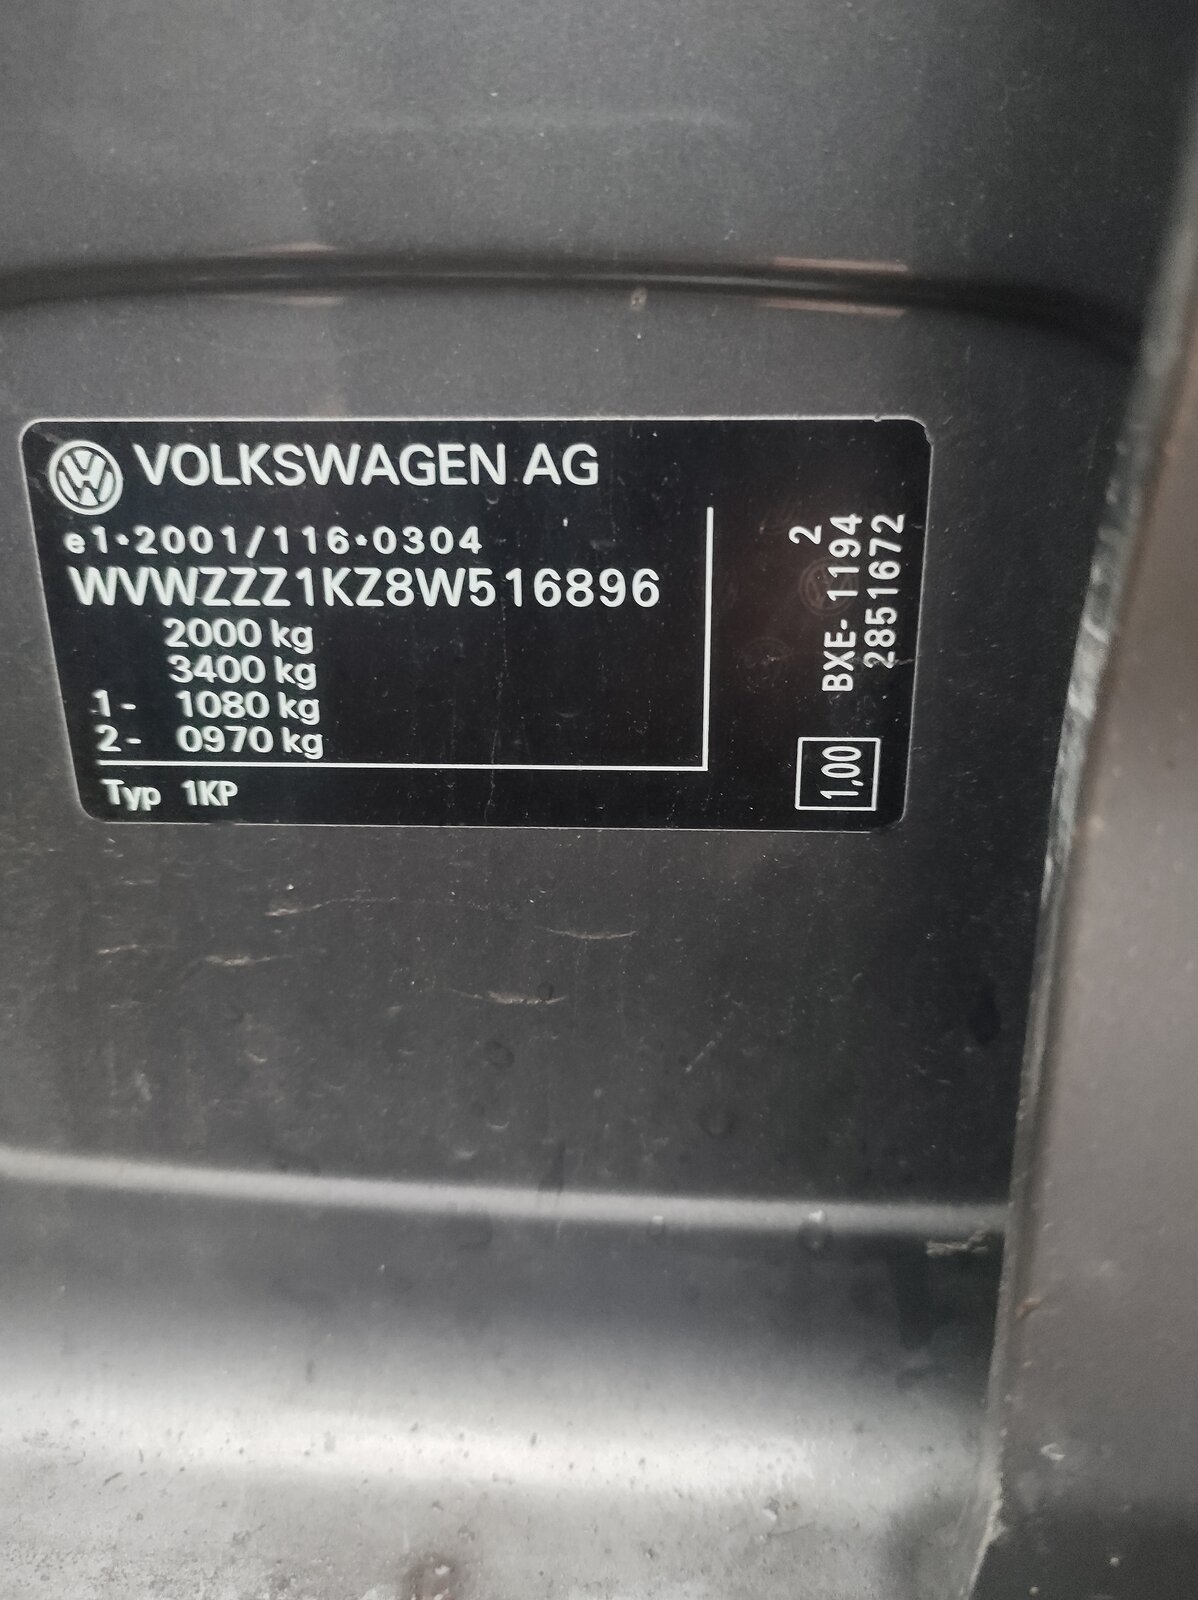 VOLKSWAGEN AG
e1*2001/116*0304
WVWZZZ1KZ8W516896
2000 kg
3400 kg
1- 1080 kg
2- 0970 kg
Typ 1KP
2
BXE- 1194
2851672
1,00